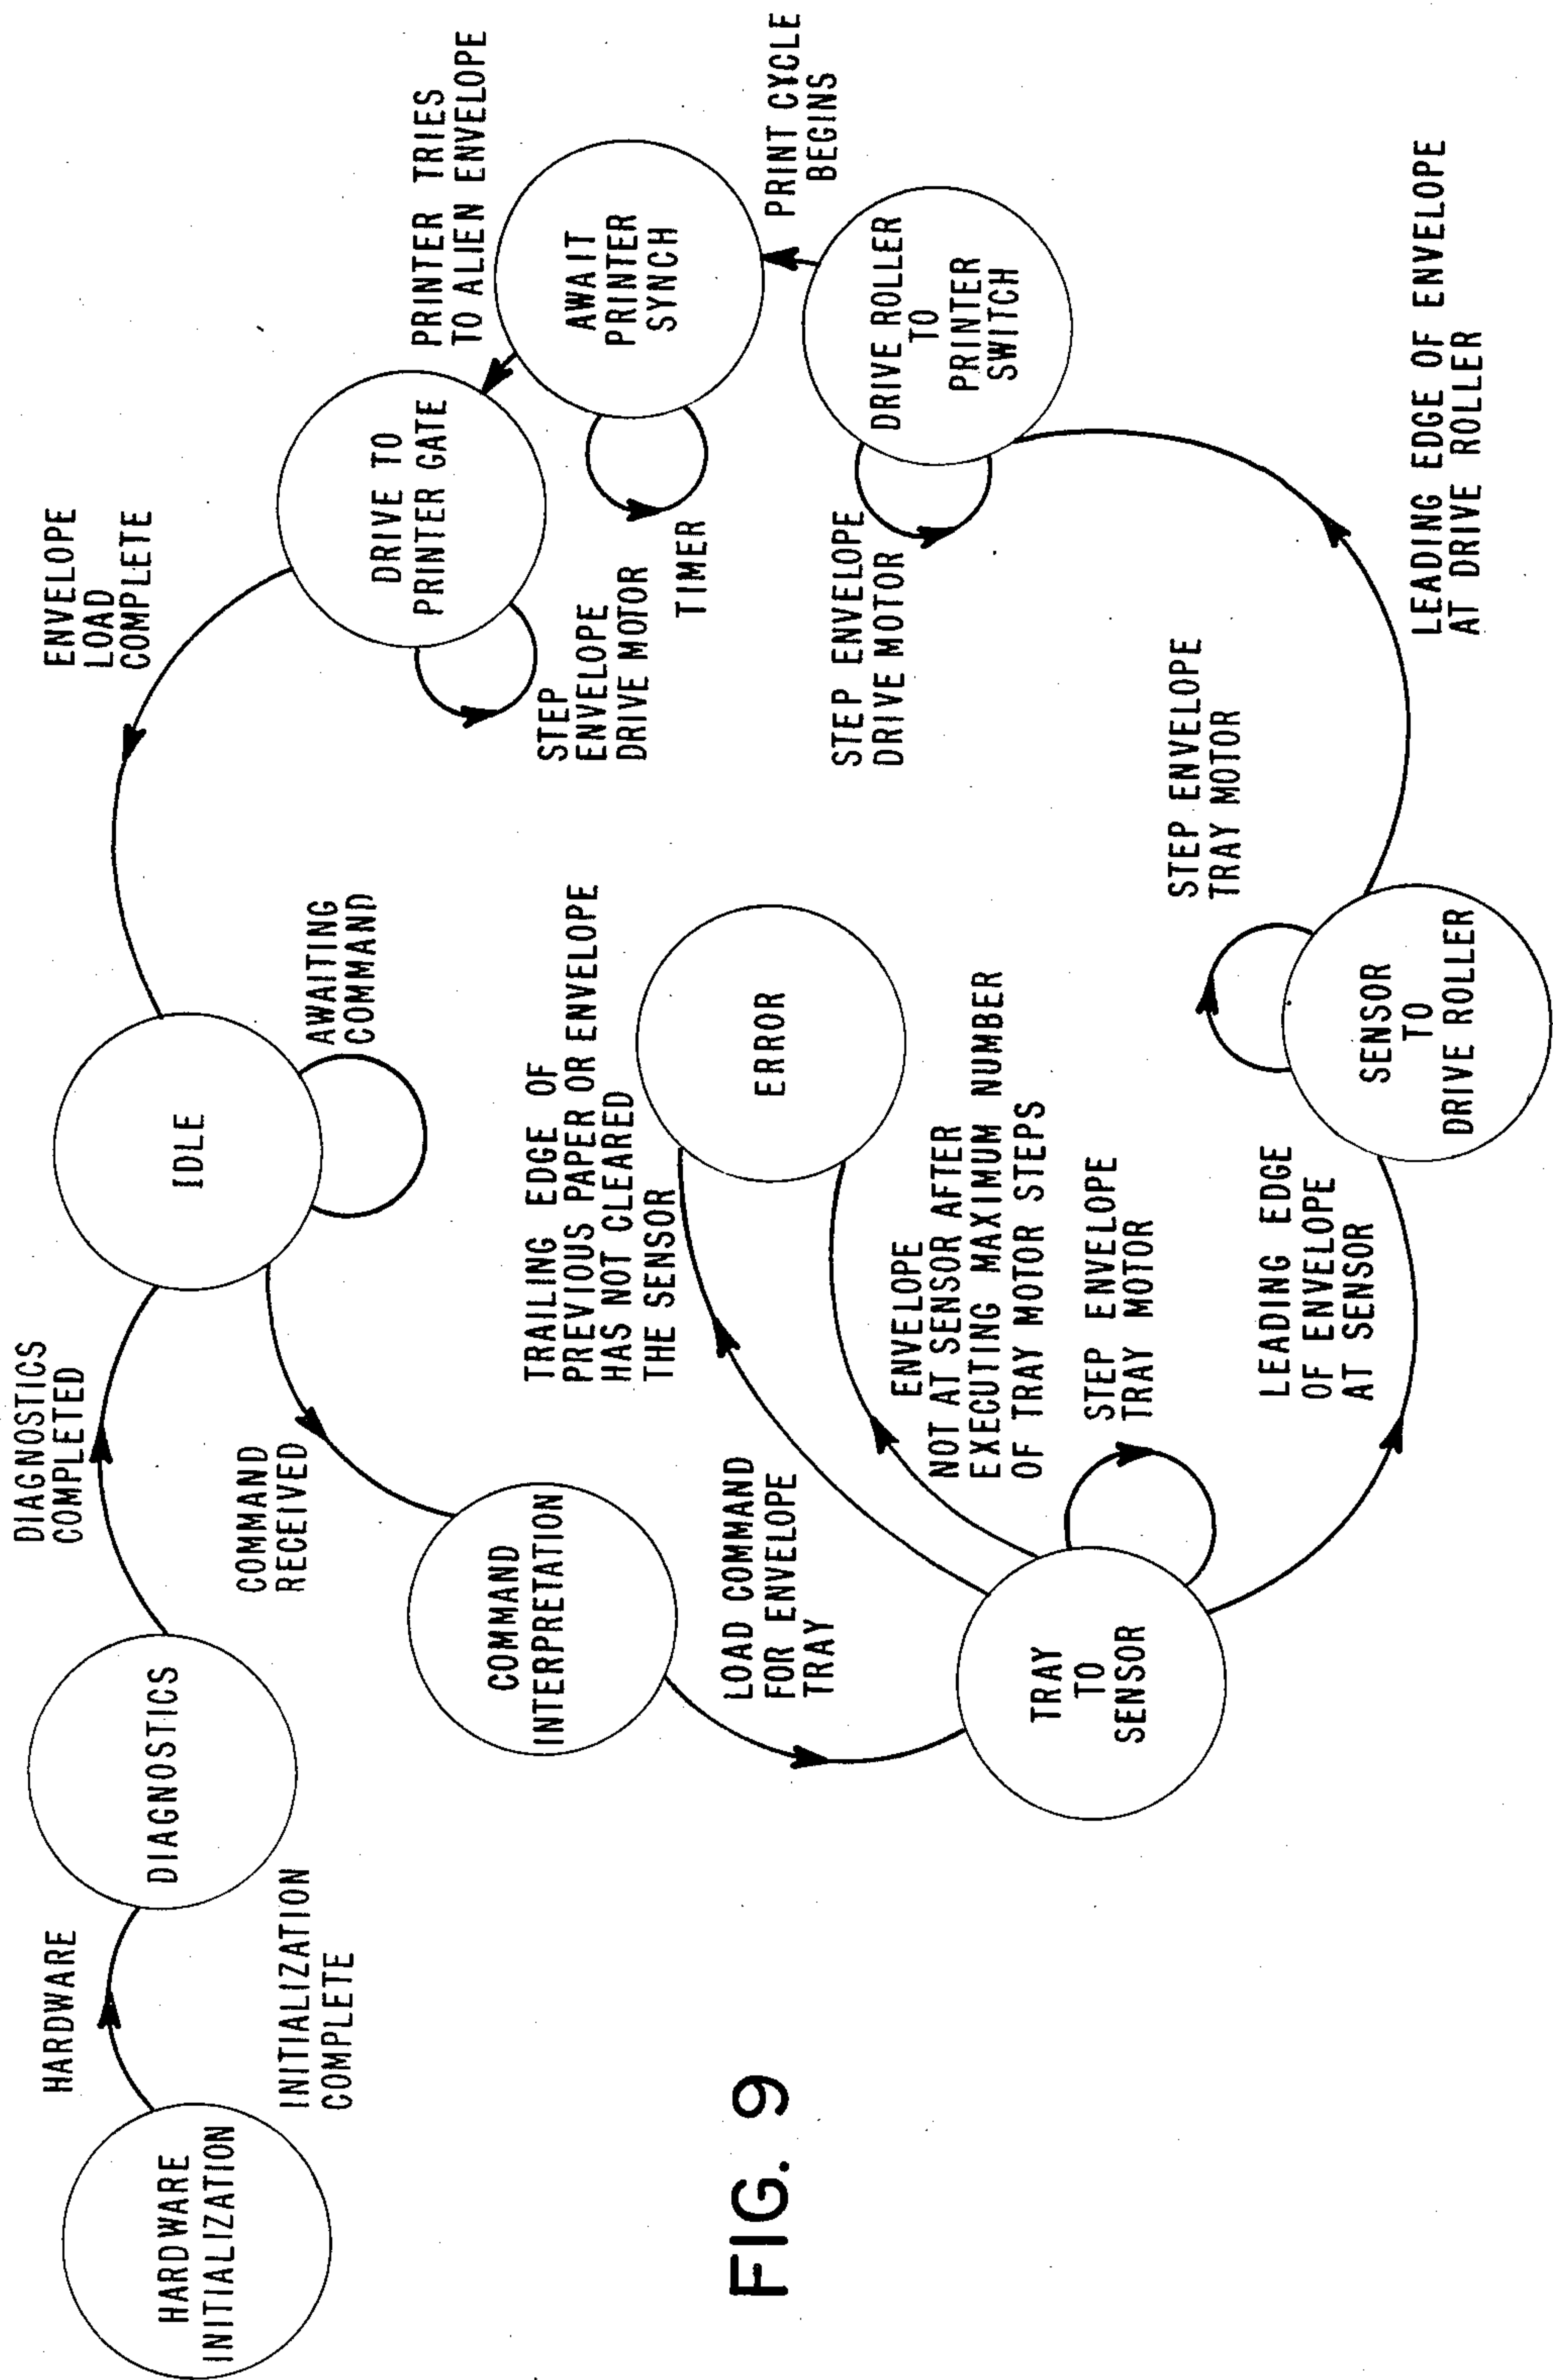 HARDWARE
INITIALIZATION
HARDWARE
INITIALIZATION
COMPLETE
DIAGNOSTICS
DIAGNOSTICS
COMPLETED
IDLE
AWAITING
COMMAND
COMMAND
RECEIVED
COMMAND
INTERPRETATION
LOAD COMMAND
FOR ENVELOPE
TRAY
TRAY
TO
SENSOR
TRAILING EDGE OF
PREVIOUS PAPER OR ENVELOPE
HAS NOT CLEARED
THE SENSOR
ERROR
ENVELOPE
NOT AT SENSOR AFTER
EXECUTING MAXIMUM NUMBER
OF TRAY MOTOR STEPS
STEP ENVELOPE
TRAY MOTOR
LEADING EDGE
OF ENVELOPE
AT SENSOR
SENSOR
TO
DRIVE ROLLER
STEP ENVELOPE
TRAY MOTOR
LEADING EDGE OF ENVELOPE
AT DRIVE ROLLER
DRIVE ROLLER
TO
PRINTER
SWITCH
STEP ENVELOPE
DRIVE MOTOR
PRINT CYCLE
BEGINS
AWAIT
PRINTER
SYNCH
TIMER
PRINTER TRIES
TO ALIEN ENVELOPE
DRIVE TO
PRINTER GATE
STEP
ENVELOPE
DRIVE MOTOR
ENVELOPE
LOAD
COMPLETE
FIG. 9